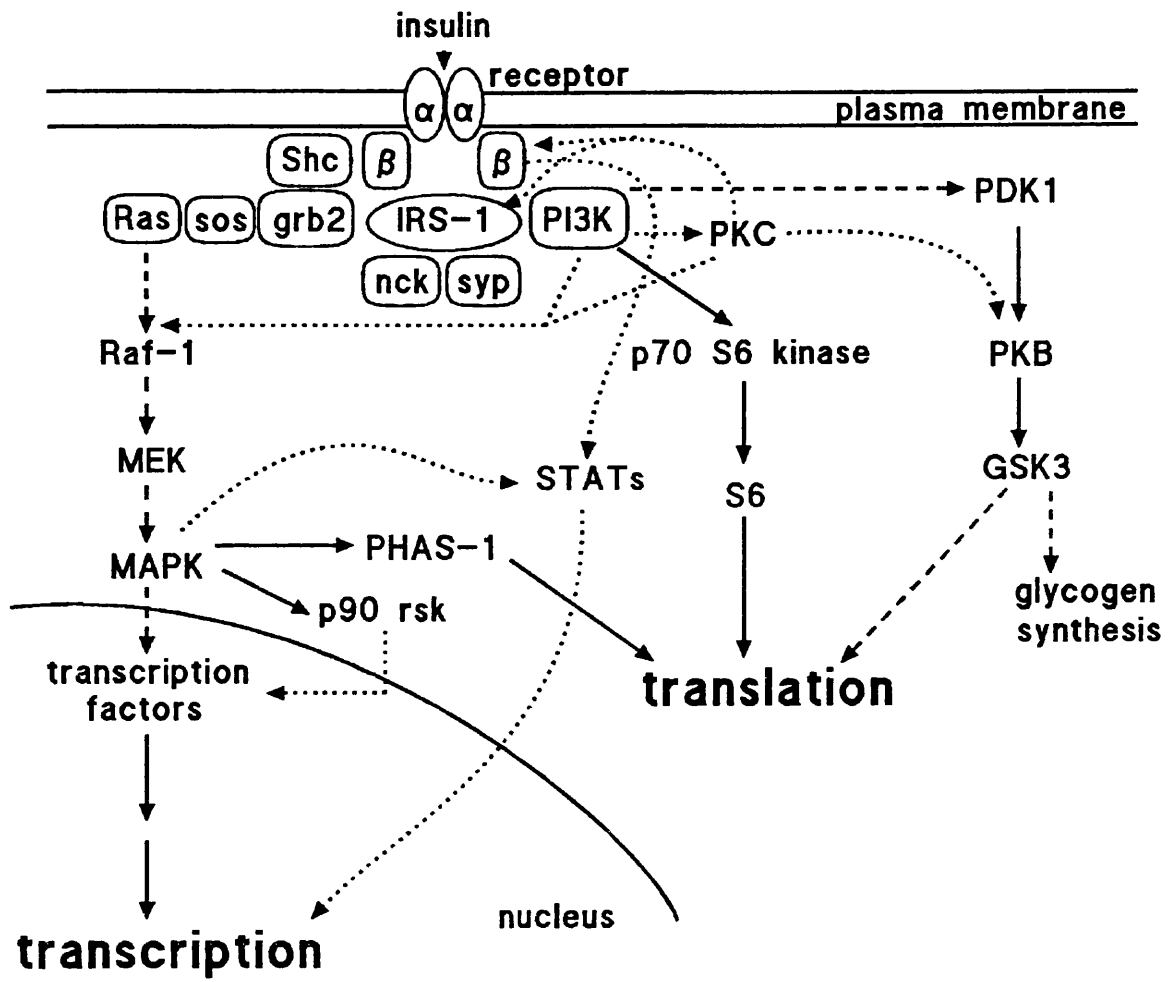 insulin
receptor
α α
plasma membrane
Shc β β
Ras sos grb2 IRS-1 PI3K PKC PDK1
nck syp
Raf-1 p70 S6 kinase PKB
MEK STATs S6 GSK3
MAPK PHAS-1
p90 rsk glycogen
synthesis
transcription
factors
translation
nucleus
transcription